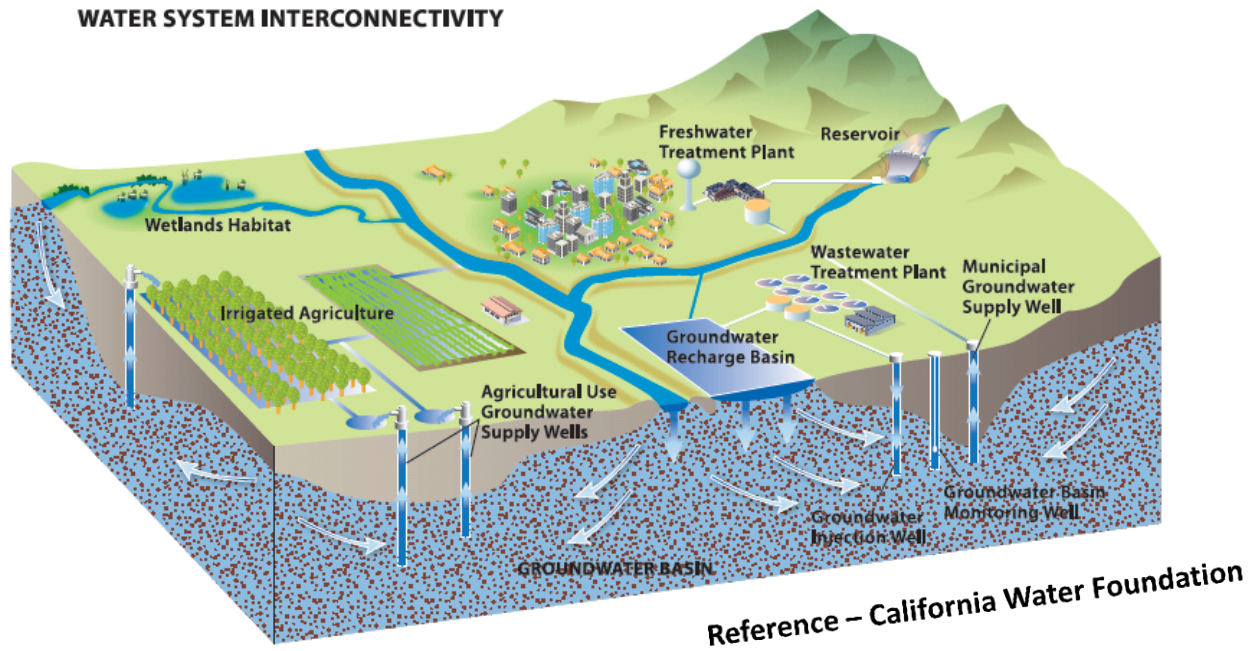 WATER SYSTEM INTERCONNECTIVITY
Freshwater
Treatment Plant
Reservoir
Wetlands Habitat
Wastewater
Treatment Plant
Municipal
Groundwater
Supply Well
Irrigated Agriculture
Groundwater
Recharge Basin
Agricultural Use
Groundwater
Supply Wells
Groundwater Basin
Monitoring Well
Groundwater
Injection Well
GROUNDWATER BASIN
Reference – California Water Foundation